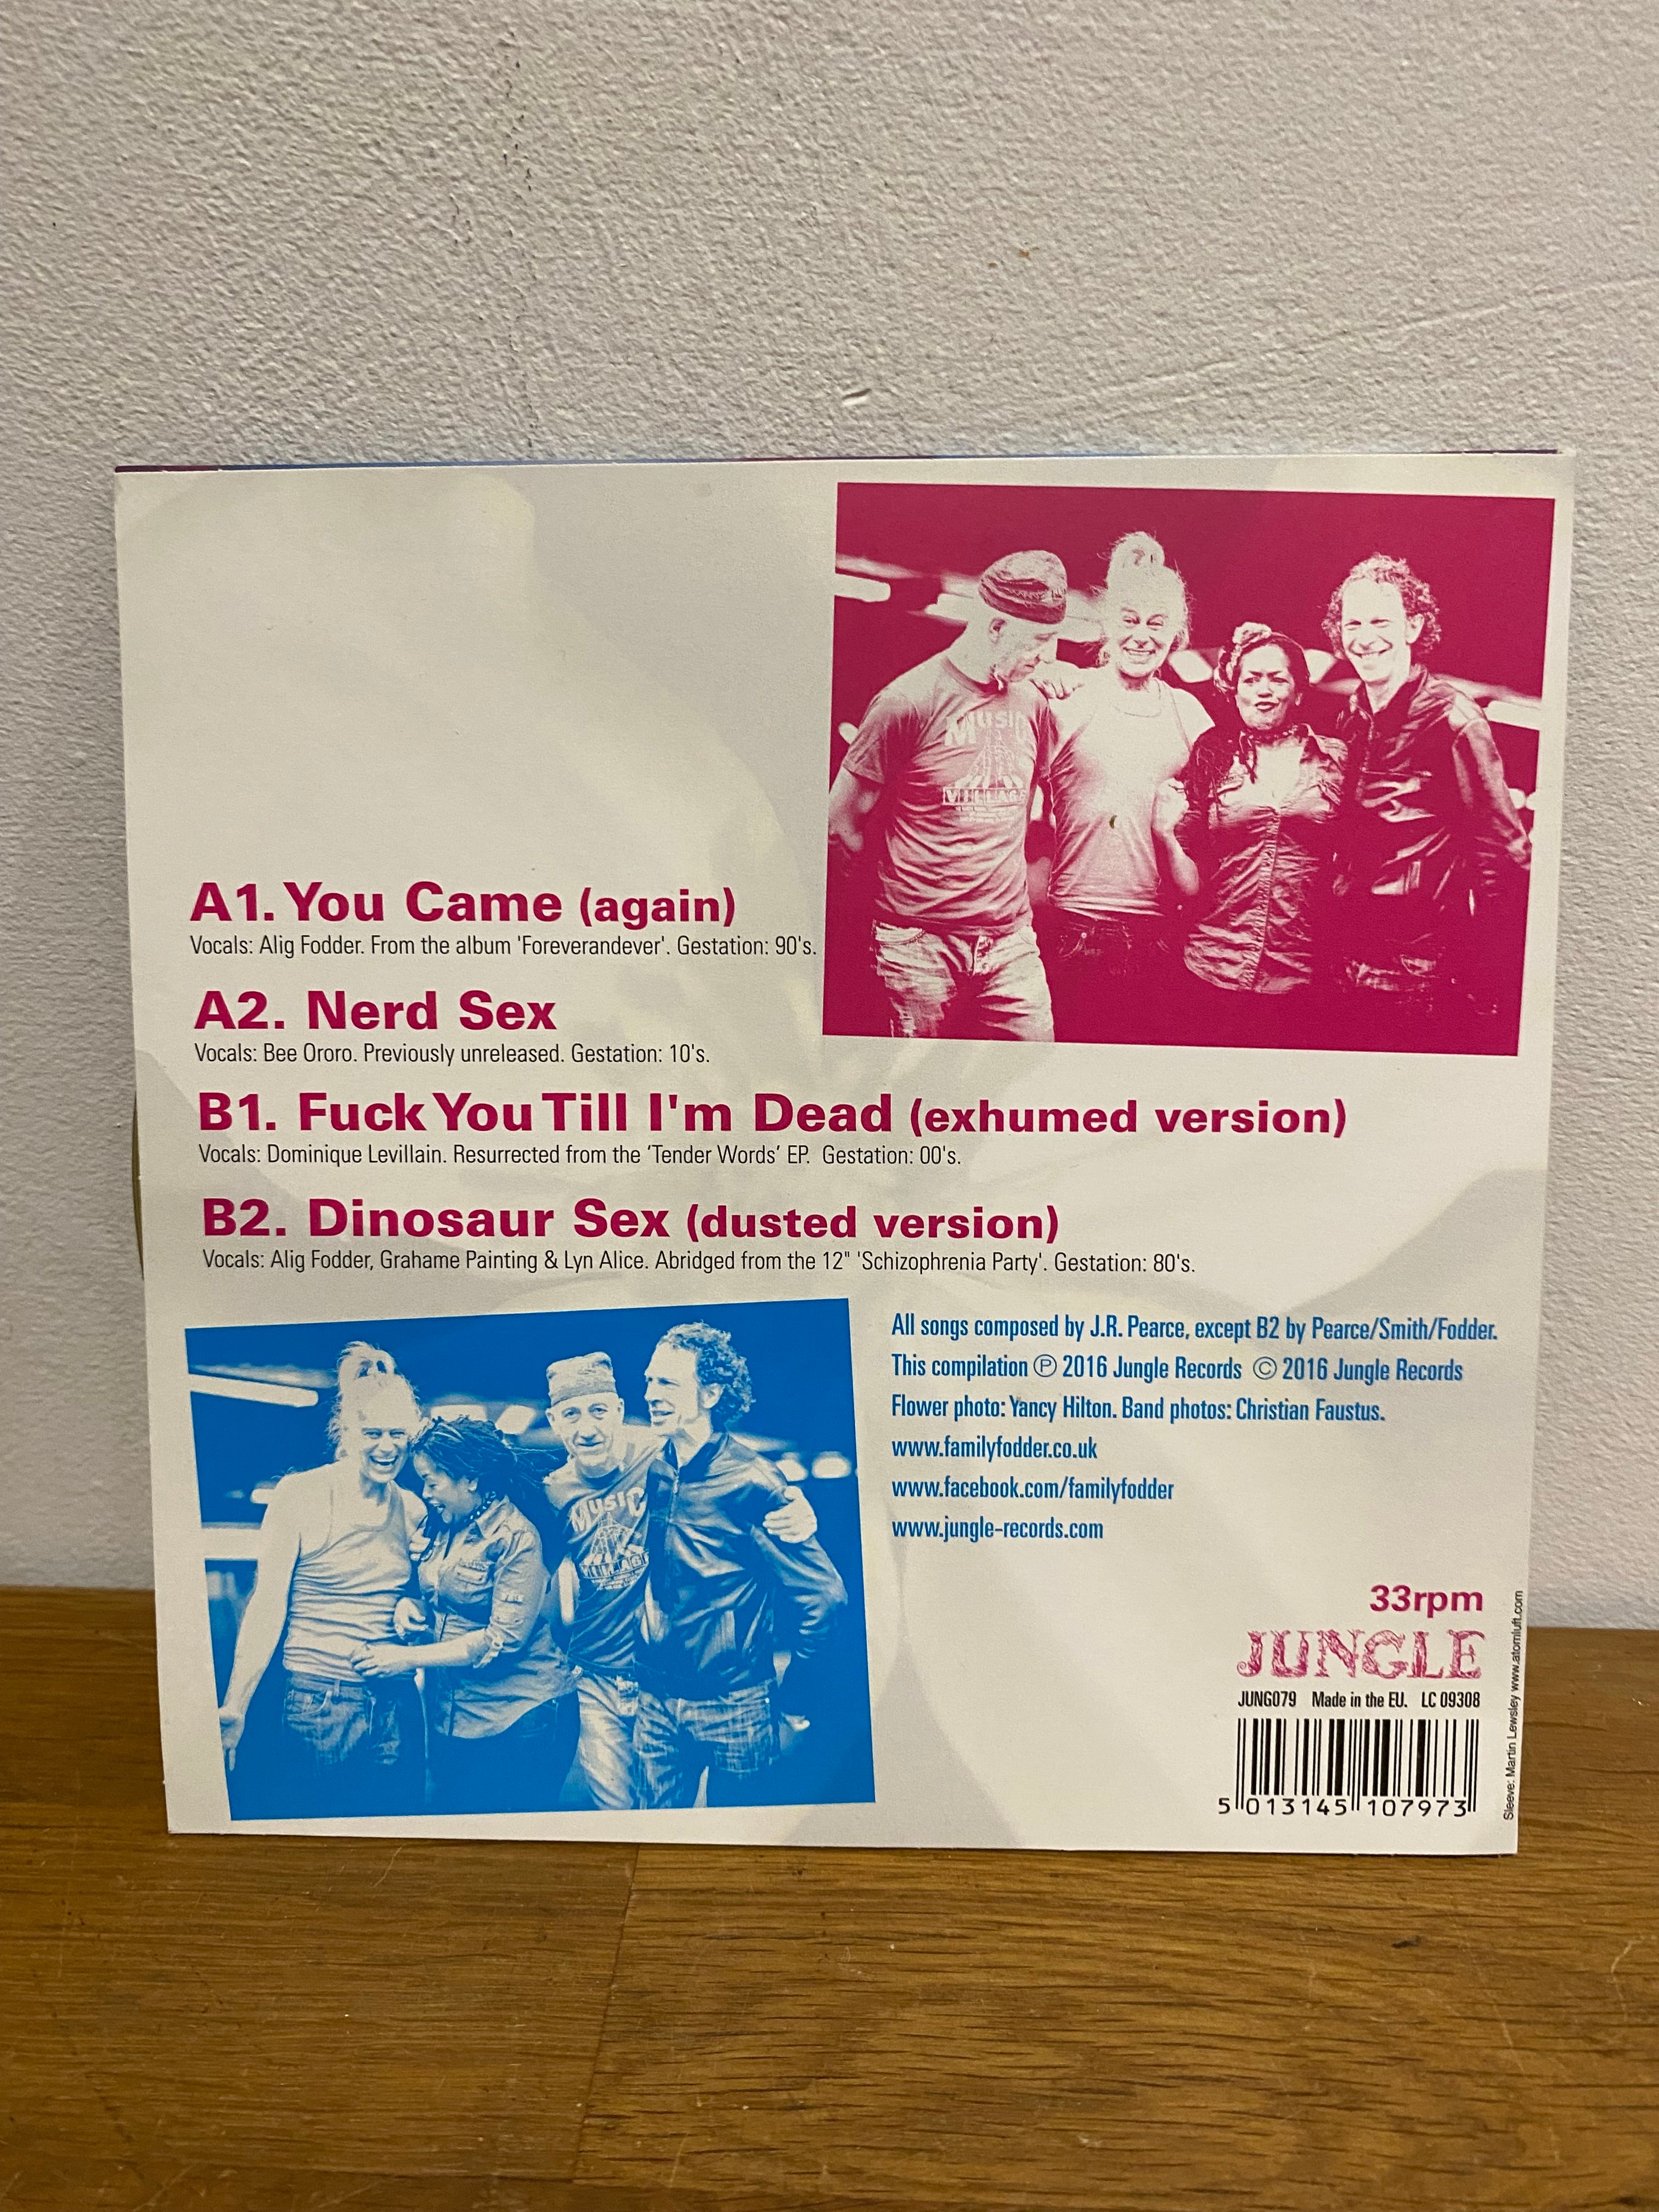 MUSIC
VILLAGE
A1. You Came (again)
Vocals: Alig Fodder. From the album 'Foreverandever'. Gestation: 90's.
A2. Nerd Sex
Vocals: Bee Ororo. Previously unreleased. Gestation: 10's.
B1. Fuck You Till I'm Dead (exhumed version)
Vocals: Dominique Levillain. Resurrected from the ‘Tender Words’ EP. Gestation: 00's.
B2. Dinosaur Sex (dusted version)
Vocals: Alig Fodder, Grahame Painting & Lyn Alice. Abridged from the 12" 'Schizophrenia Party'. Gestation: 80's.
MUSIC
VILLAGE
All songs composed by J.R. Pearce, except B2 by Pearce/Smith/Fodder.
This compilation ℗ 2016 Jungle Records © 2016 Jungle Records
Flower photo: Yancy Hilton. Band photos: Christian Faustus.
www.familyfodder.co.uk
www.facebook.com/familyfodder
www.jungle-records.com
33rpm
JUNGLE
JUNG079 Made in the EU. LC 09308
5 013145 107973
Sleeve: Martin Lewsley www.atomluft.com